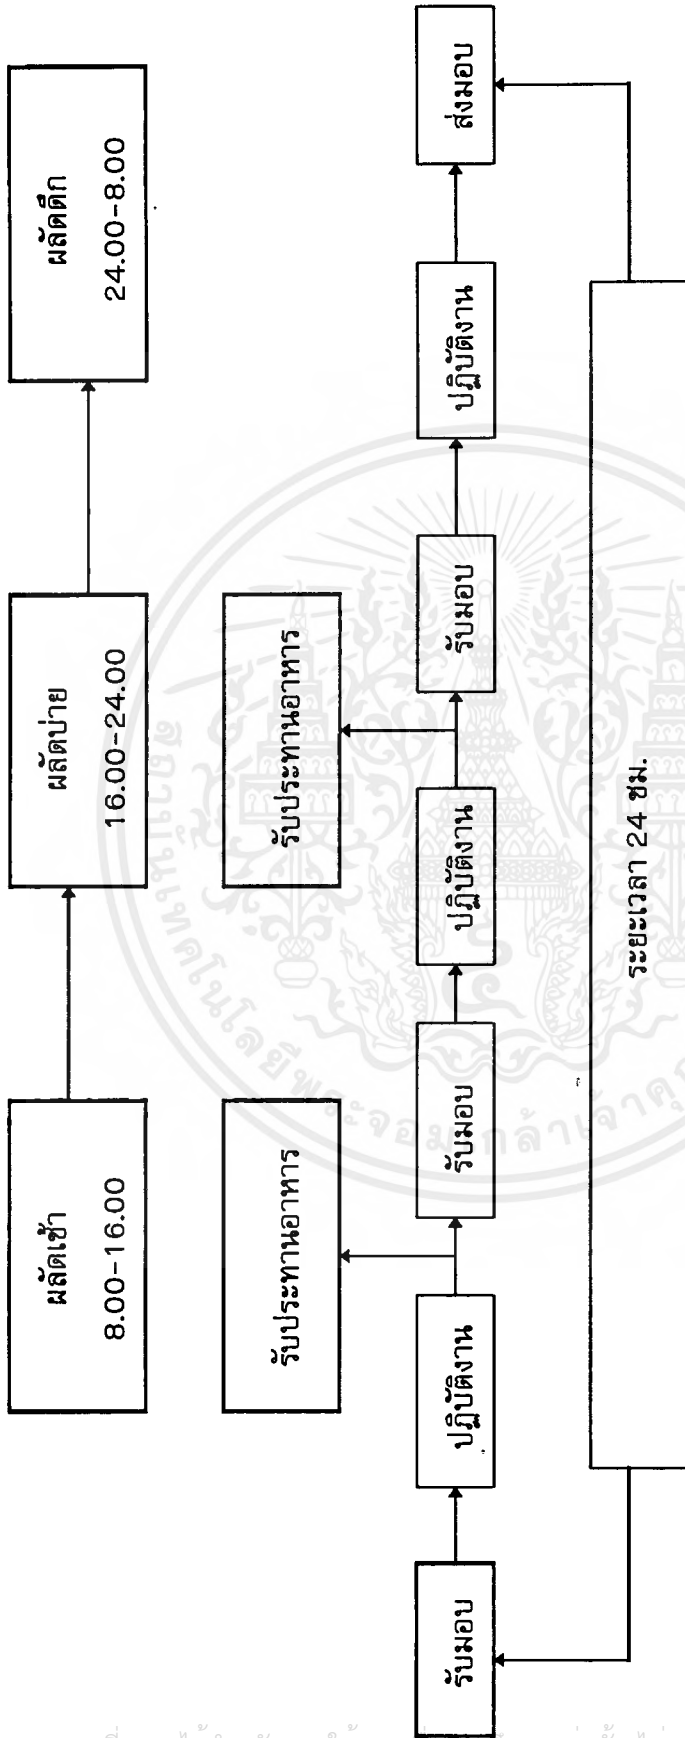 ผลัดเช้า
8.00-16.00
ผลัดบ่าย
16.00-24.00
ผลัดดึก
24.00-8.00
รับประทานอาหาร
รับประทานอาหาร
รับมอบ
ปฏิบัติงาน
รับมอบ
ปฏิบัติงาน
รับมอบ
ปฏิบัติงาน
ส่งมอบ
ระยะเวลา 24 ชม.